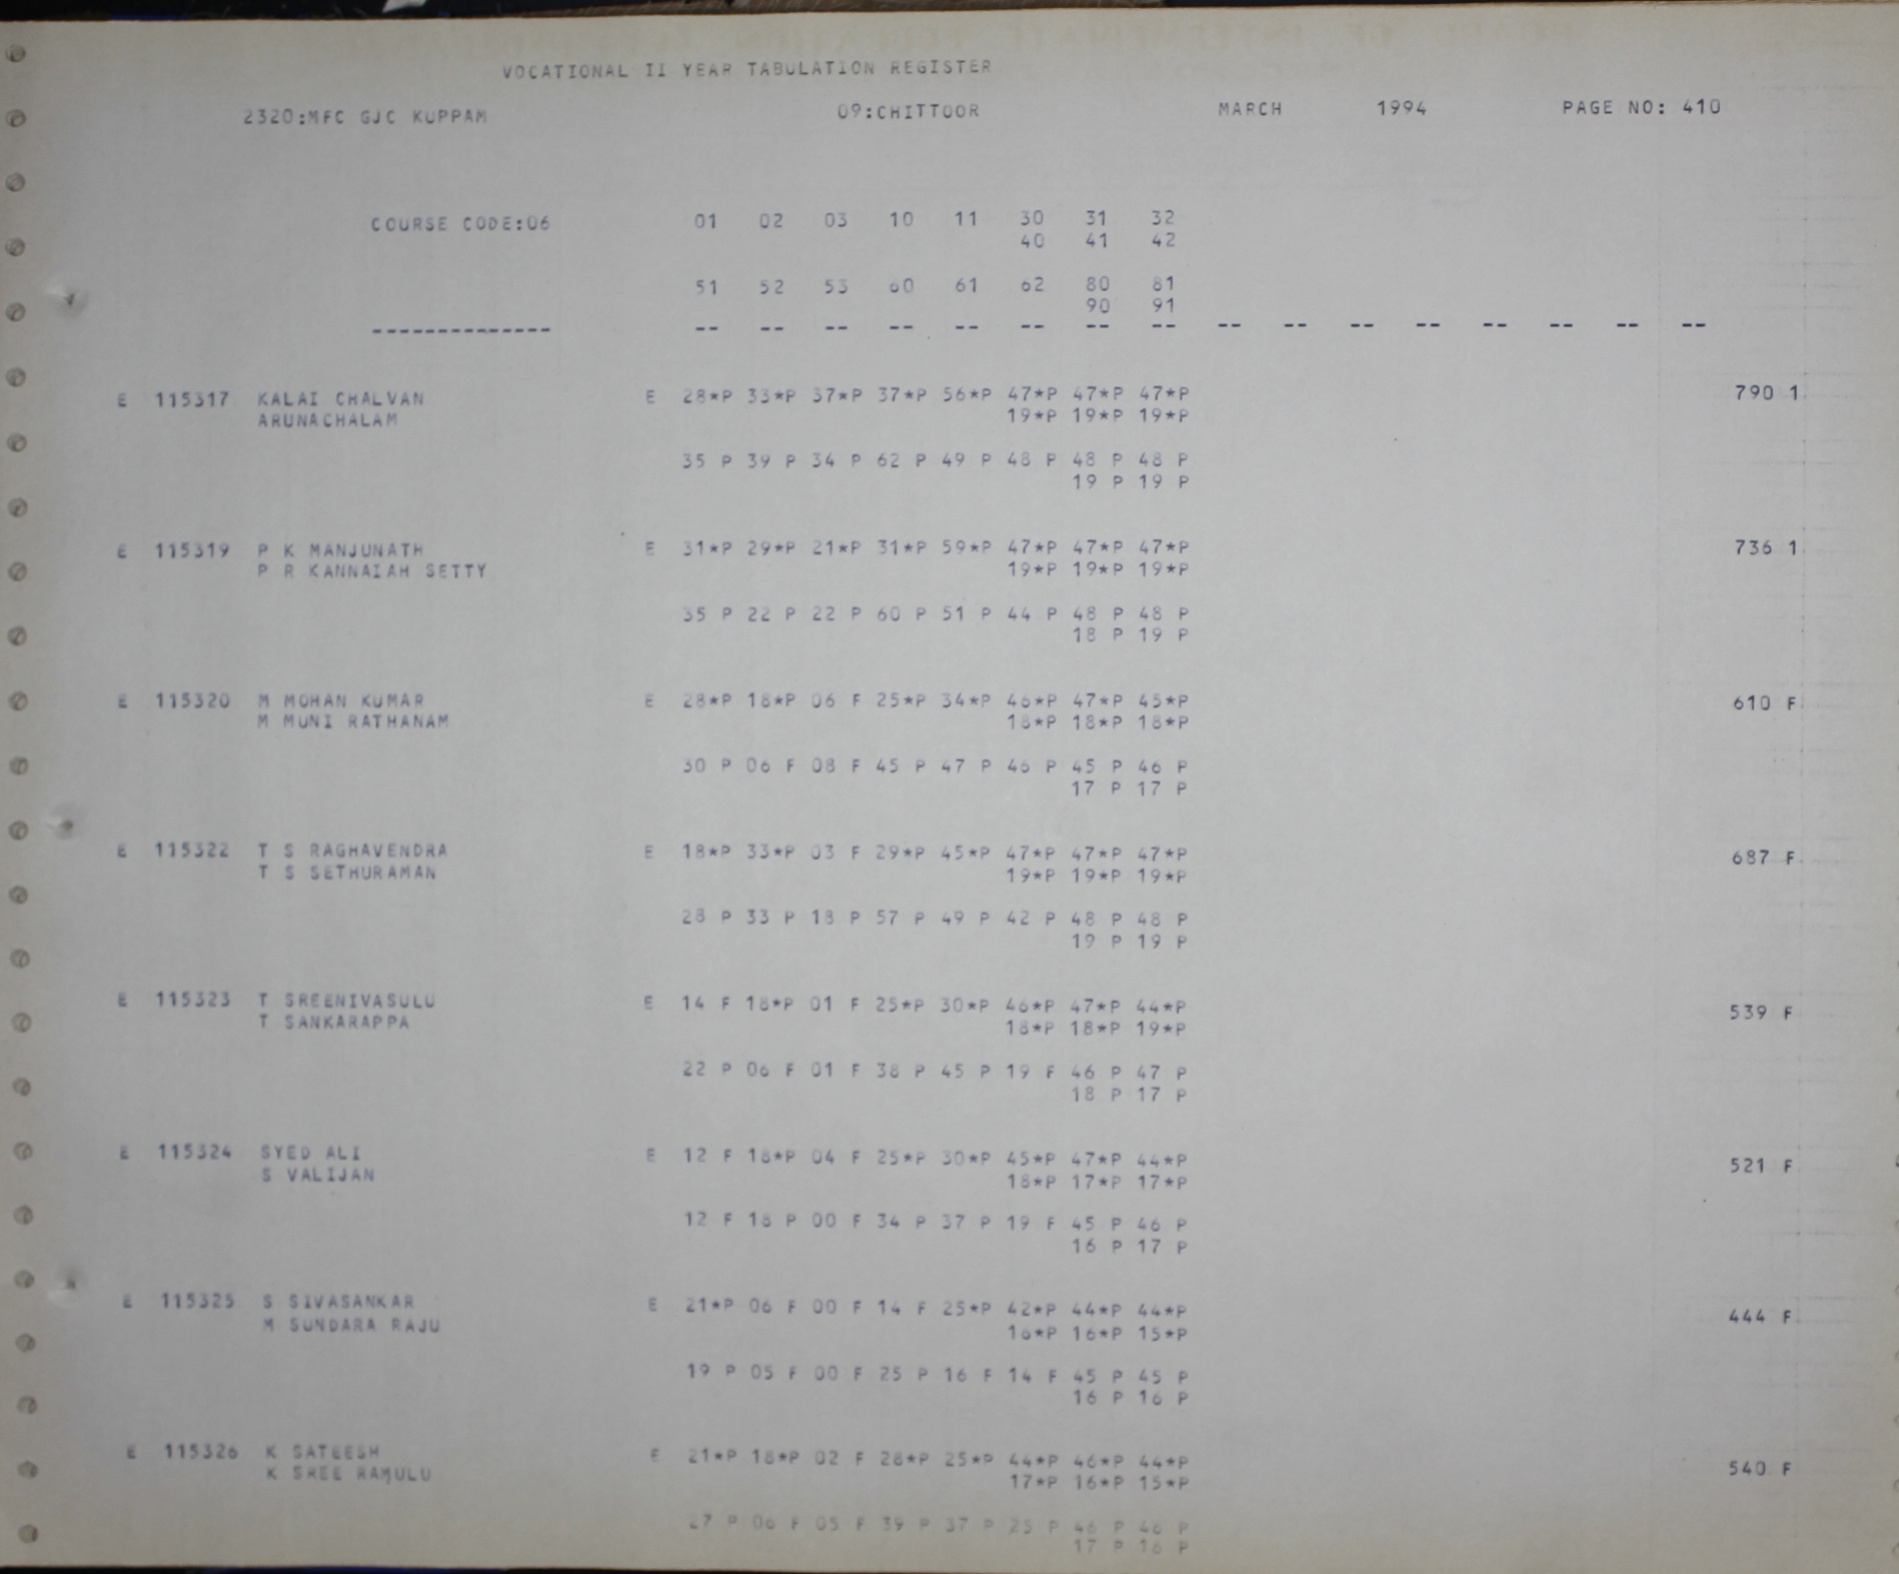 VOCATIONAL II YEAR TABULATION REGISTER
2320:MFC GJC KUPPAM 09:CHITTOOR MARCH 1994 PAGE NO: 410
COURSE CODE:06 01 02 03 10 11 30 31 32
40 41 42
51 52 53 60 61 62 80 81
90 91
-------------- -- -- -- -- -- -- -- -- -- -- -- -- -- -- -- --
E 115317 KALAI CHALVAN E 28*P 33*P 37*P 37*P 56*P 47*P 47*P 47*P 790 1
ARUNACHALAM 19*P 19*P 19*P
35 P 39 P 34 P 62 P 49 P 48 P 48 P 48 P
19 P 19 P
E 115319 P K MANJUNATH E 31*P 29*P 21*P 31*P 59*P 47*P 47*P 47*P 736 1
P R KANNAIAH SETTY 19*P 19*P 19*P
35 P 22 P 22 P 60 P 51 P 44 P 48 P 48 P
18 P 19 P
E 115320 M MOHAN KUMAR E 28*P 18*P 06 F 25*P 34*P 46*P 47*P 45*P 610 F
M MUNI RATHANAM 18*P 18*P 18*P
30 P 06 F 08 F 45 P 47 P 46 P 45 P 46 P
17 P 17 P
E 115322 T S RAGHAVENDRA E 18*P 33*P 03 F 29*P 45*P 47*P 47*P 47*P 687 F
T S SETHURAMAN 19*P 19*P 19*P
28 P 33 P 18 P 57 P 49 P 42 P 48 P 48 P
19 P 19 P
E 115323 T SREENIVASULU E 14 F 18*P 01 F 25*P 30*P 46*P 47*P 44*P 539 F
T SANKARAPPA 18*P 18*P 19*P
22 P 06 F 01 F 38 P 45 P 19 F 46 P 47 P
18 P 17 P
E 115324 SYED ALI E 12 F 18*P 04 F 25*P 30*P 45*P 47*P 44*P 521 F
S VALIJAN 18*P 17*P 17*P
12 F 18 P 00 F 34 P 37 P 19 F 45 P 46 P
16 P 17 P
E 115325 S SIVASANKAR E 21*P 06 F 00 F 14 F 25*P 42*P 44*P 44*P 444 F
M SUNDARA RAJU 16*P 16*P 15*P
19 P 05 F 00 F 25 P 16 F 14 F 45 P 45 P
16 P 16 P
E 115326 K SATEESH E 21*P 18*P 02 F 28*P 25*P 44*P 46*P 44*P 540 F
K SREE RAMULU 17*P 16*P 15*P
27 P 06 F 05 F 39 P 37 P 25 P 46 P 46 P
17 P 16 P